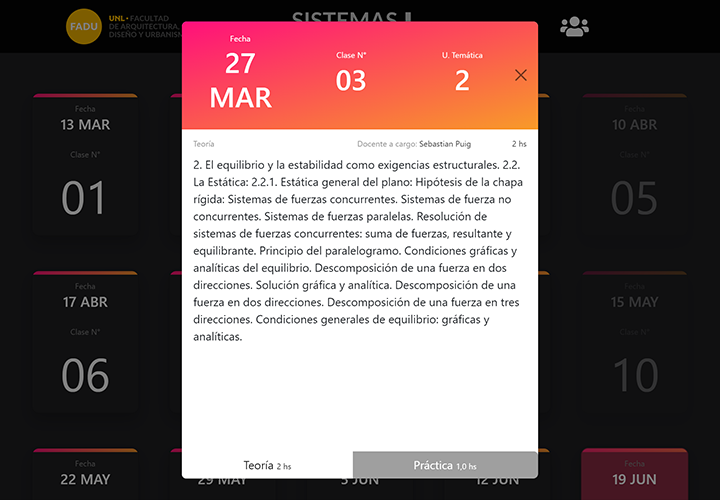 FADU
UNL • FACULTAD
DE ARQUITECTURA,
DISEÑO Y URBANISMO
SISTEMAS I
Fecha
27
MAR
Clase N°
03
U. Temática
2
Teoría
Docente a cargo: Sebastian Puig
2 hs
2. El equilibrio y la estabilidad como exigencias estructurales. 2.2.
La Estática: 2.2.1. Estática general del plano: Hipótesis de la chapa
rígida: Sistemas de fuerzas concurrentes. Sistemas de fuerza no
concurrentes. Sistemas de fuerzas paralelas. Resolución de
sistemas de fuerzas concurrentes: suma de fuerzas, resultante y
equilibrante. Principio del paralelogramo. Condiciones gráficas y
analíticas del equilibrio. Descomposición de una fuerza en dos
direcciones. Solución gráfica y analítica. Descomposición de una
fuerza en dos direcciones. Descomposición de una fuerza en tres
direcciones. Condiciones generales de equilibrio: gráficas y
analíticas.
Teoría 2 hs
Práctica 1,0 hs
Fecha
13 MAR
Clase N°
01
Fecha
10 ABR
Clase N°
05
Fecha
17 ABR
Clase N°
06
Fecha
15 MAY
Clase N°
10
Fecha
22 MAY
29 MAY
5 JUN
12 JUN
Fecha
19 JUN